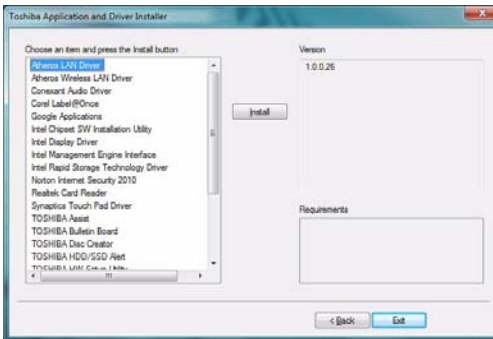 Toshiba Application and Driver Installer
Choose an item and press the Install button
Atheros LAN Driver
Atheros Wireless LAN Driver
Conexant Audio Driver
Corel Label@Once
Google Applications
Intel Chipset SW Installation Utility
Intel Display Driver
Intel Management Engine Interface
Intel Rapid Storage Technology Driver
Norton Internet Security 2010
Realtek Card Reader
Synaptics Touch Pad Driver
TOSHIBA Assist
TOSHIBA Bulletin Board
TOSHIBA Disc Creator
TOSHIBA HDD/SSD Alert
TOSHIBA HW Setup Utility
Install
Version
1.0.0.26
Requirements
< Back
Exit